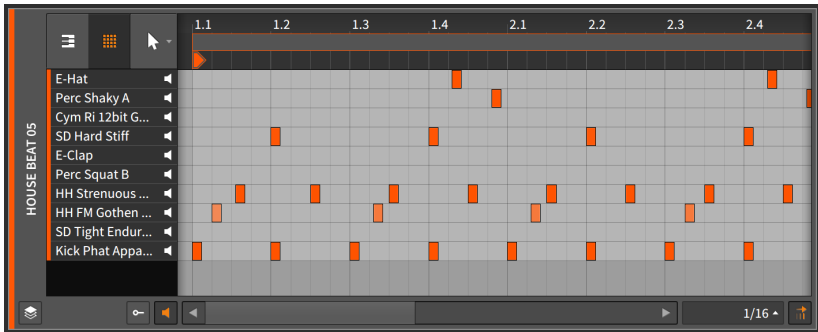 1.1 1.2 1.3 1.4 2.1 2.2 2.3 2.4
HOUSE BEAT 05
E-Hat
Perc Shaky A
Cym Ri 12bit G...
SD Hard Stiff
E-Clap
Perc Squat B
HH Strenuous ...
HH FM Gothen ...
SD Tight Endur...
Kick Phat Appa...
1/16